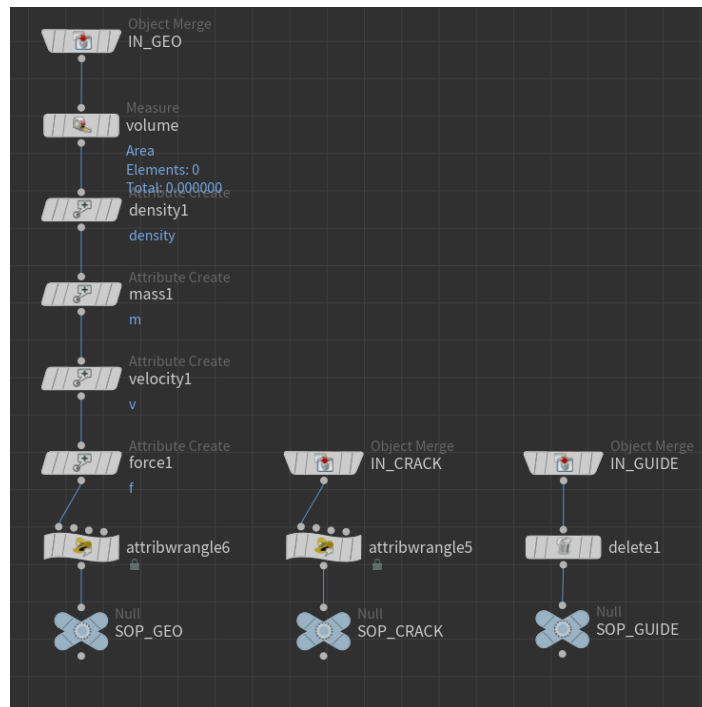 Object Merge
IN_GEO
Measure
volume
Area
Elements: 0
Total: 0.000000
Attribute Create
density1
density
Attribute Create
mass1
m
Attribute Create
velocity1
v
Attribute Create
force1
f
attribwrangle6
Null
SOP_GEO
Object Merge
IN_CRACK
attribwrangle5
Null
SOP_CRACK
Object Merge
IN_GUIDE
delete1
Null
SOP_GUIDE